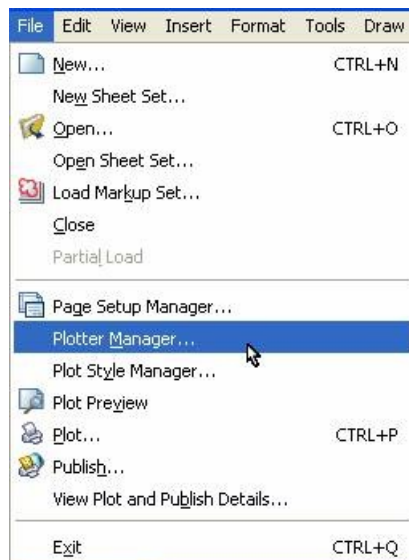 File Edit View Insert Format Tools Draw
New... CTRL+N
New Sheet Set...
Open... CTRL+O
Open Sheet Set...
Load Markup Set...
Close
Partial Load
Page Setup Manager...
Plotter Manager...
Plot Style Manager...
Plot Preview
Plot... CTRL+P
Publish...
View Plot and Publish Details...
Exit CTRL+Q